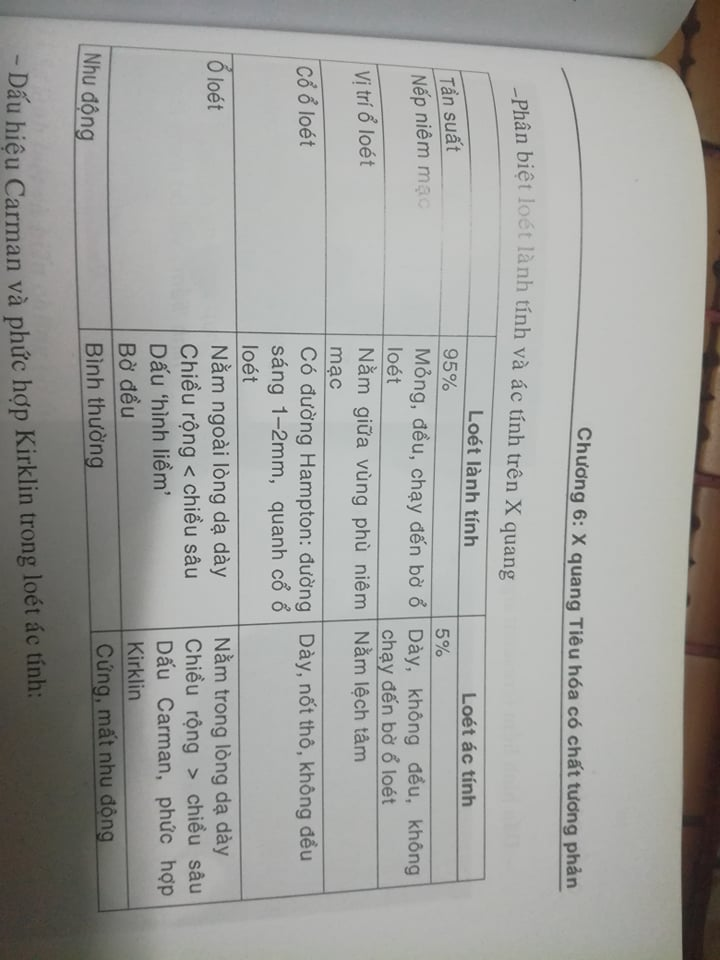 Chương 6: X quang Tiêu hóa có chất tương phản
–Phân biệt loét lành tính và ác tính trên X quang
Loét lành tính Loét ác tính
Tần suất 95% 5%
Nếp niêm mạc Mỏng, đều, chạy đến bờ ổ Dày, không đều, không
loét chạy đến bờ ổ loét
Vị trí ổ loét Nằm giữa vùng phù niêm Nằm lệch tâm
mạc
Cổ ổ loét Có đường Hampton: đường Dày, nốt thô, không đều
sáng 1–2mm, quanh cổ ổ
loét
Ổ loét Nằm ngoài lòng dạ dày Nằm trong lòng dạ dày
Chiều rộng < chiều sâu Chiều rộng > chiều sâu
Dấu 'hình liềm' Dấu Carman, phức hợp
Bờ đều Kirklin
Nhu động Bình thường Cứng, mất nhu động
– Dấu hiệu Carman và phức hợp Kirklin trong loét ác tính: